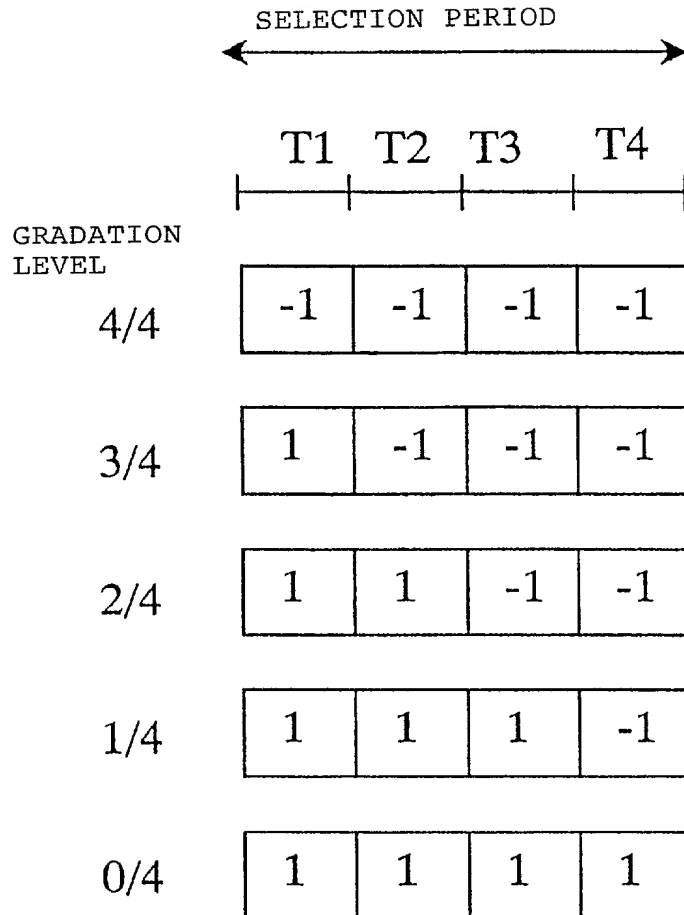 SELECTION PERIOD
T1 T2 T3 T4
GRADATION
LEVEL
4/4 -1 -1 -1 -1
3/4 1 -1 -1 -1
2/4 1 1 -1 -1
1/4 1 1 1 -1
0/4 1 1 1 1